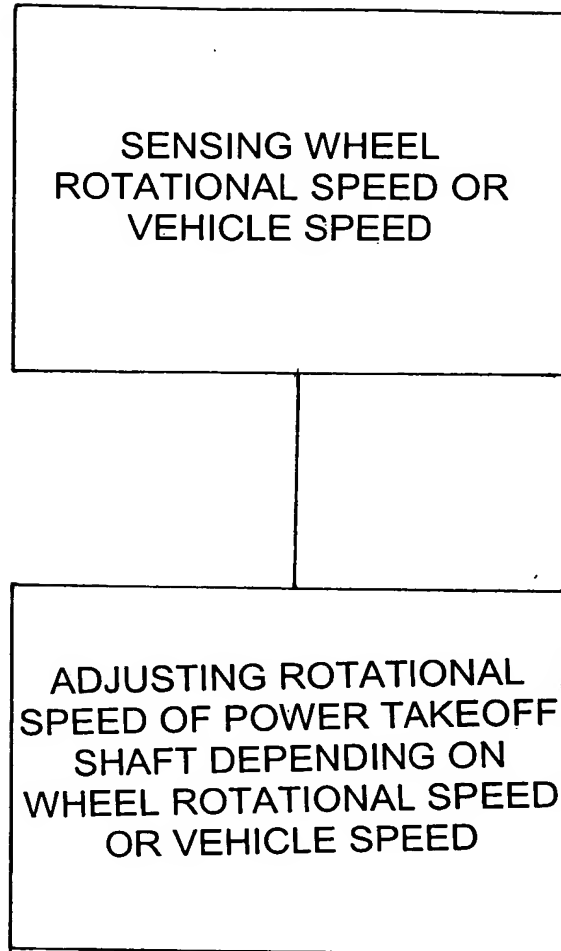 SENSING WHEEL
ROTATIONAL SPEED OR
VEHICLE SPEED
ADJUSTING ROTATIONAL
SPEED OF POWER TAKEOFF
SHAFT DEPENDING ON
WHEEL ROTATIONAL SPEED
OR VEHICLE SPEED